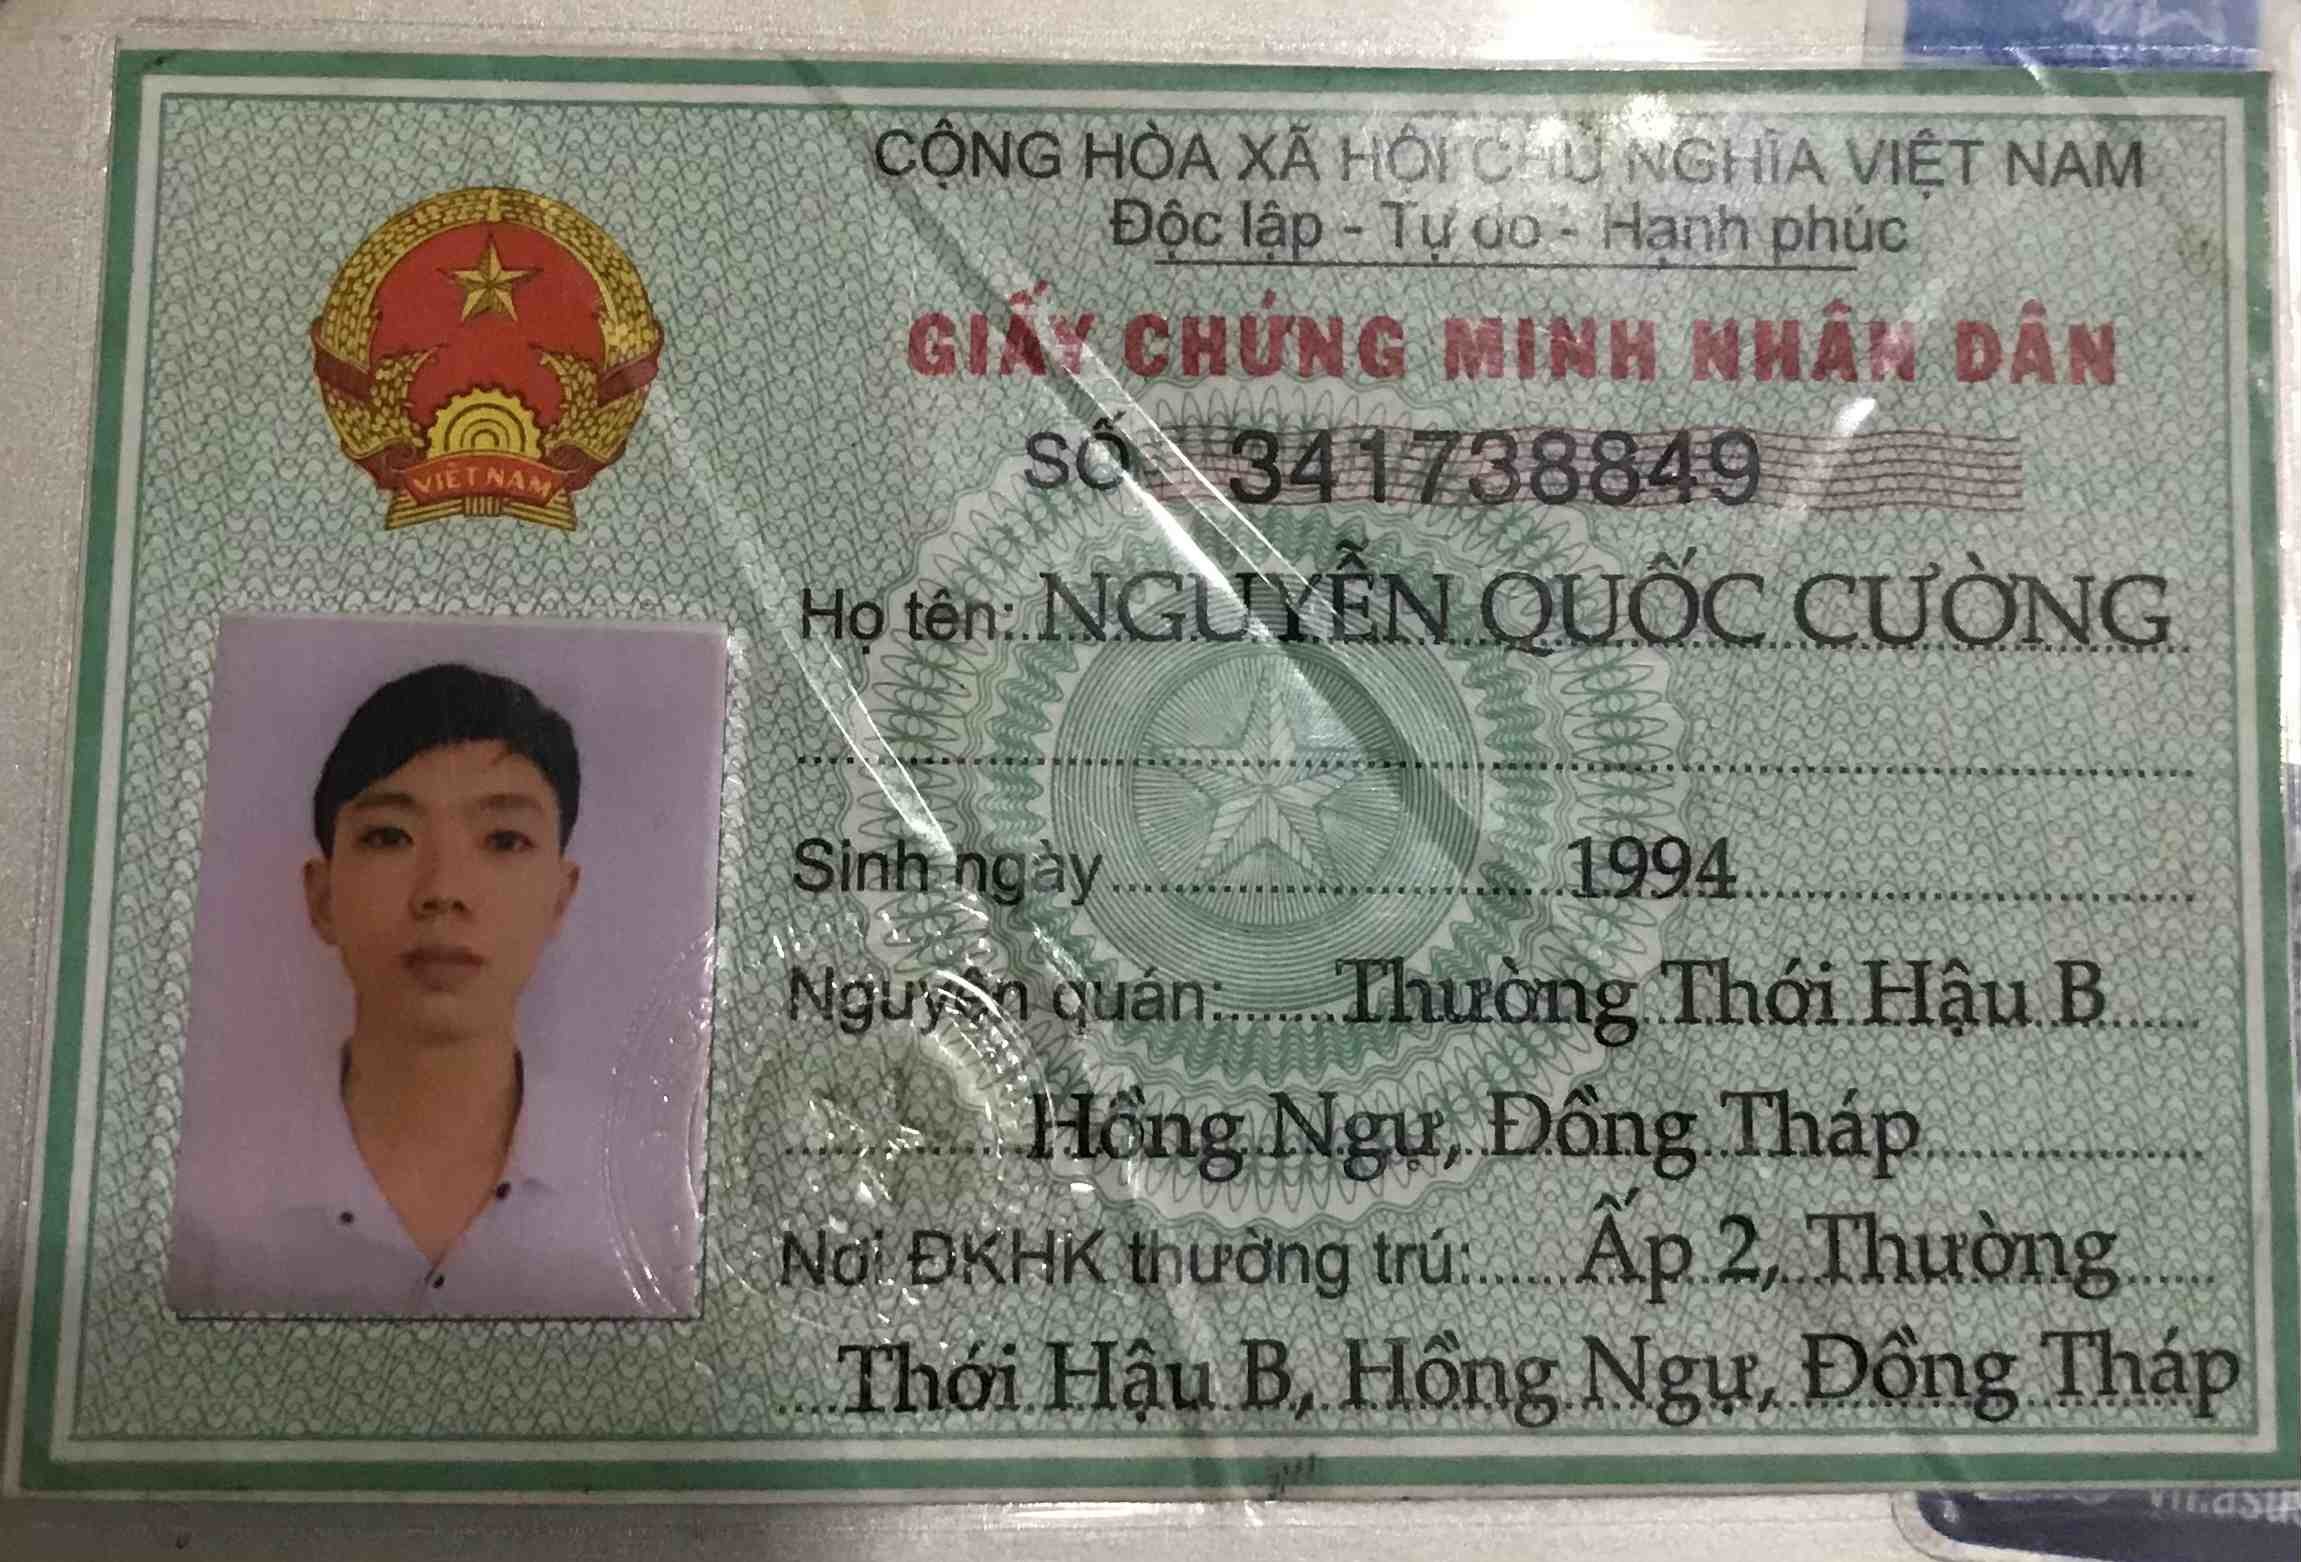 CỘNG HÒA XÃ HỘI CHỦ NGHĨA VIỆT NAM
Độc lập - Tự do - Hạnh phúc
GIẤY CHỨNG MINH NHÂN DÂN
SỐ 341738849
VIỆT NAM
Họ tên: NGUYỄN QUỐC CƯỜNG
Sinh ngày 1994
Nguyên quán: Thường Thới Hậu B
Hồng Ngự, Đồng Tháp
Nơi ĐKHK thường trú: Ấp 2, Thường
Thới Hậu B, Hồng Ngự, Đồng Tháp